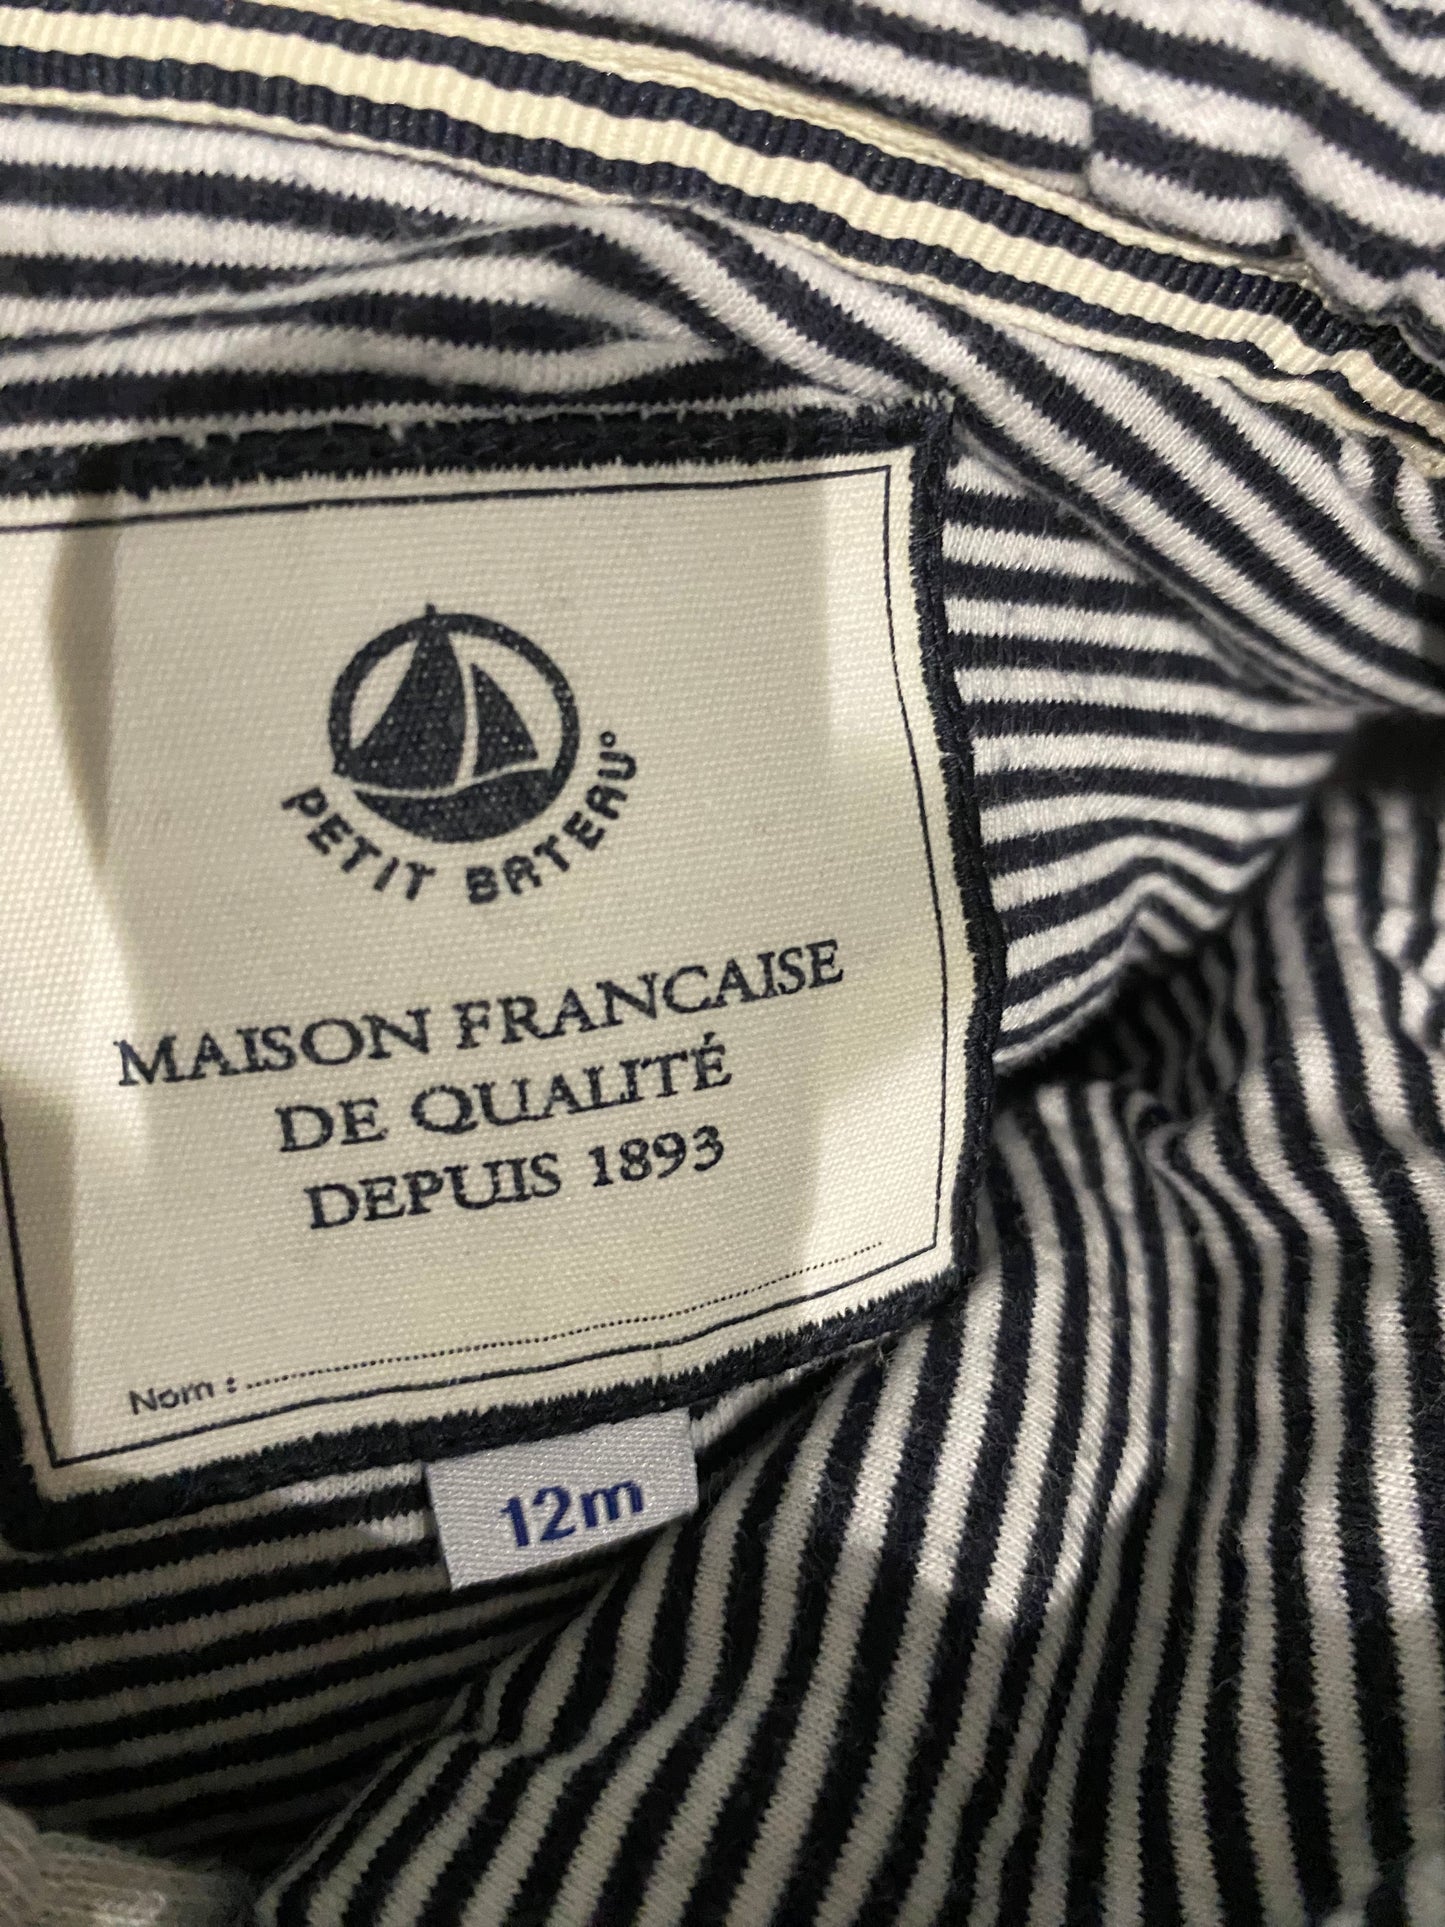 PETIT BATEAU
MAISON FRANCAISE
DE QUALITÉ
DEPUIS 1893
Nom :
12m